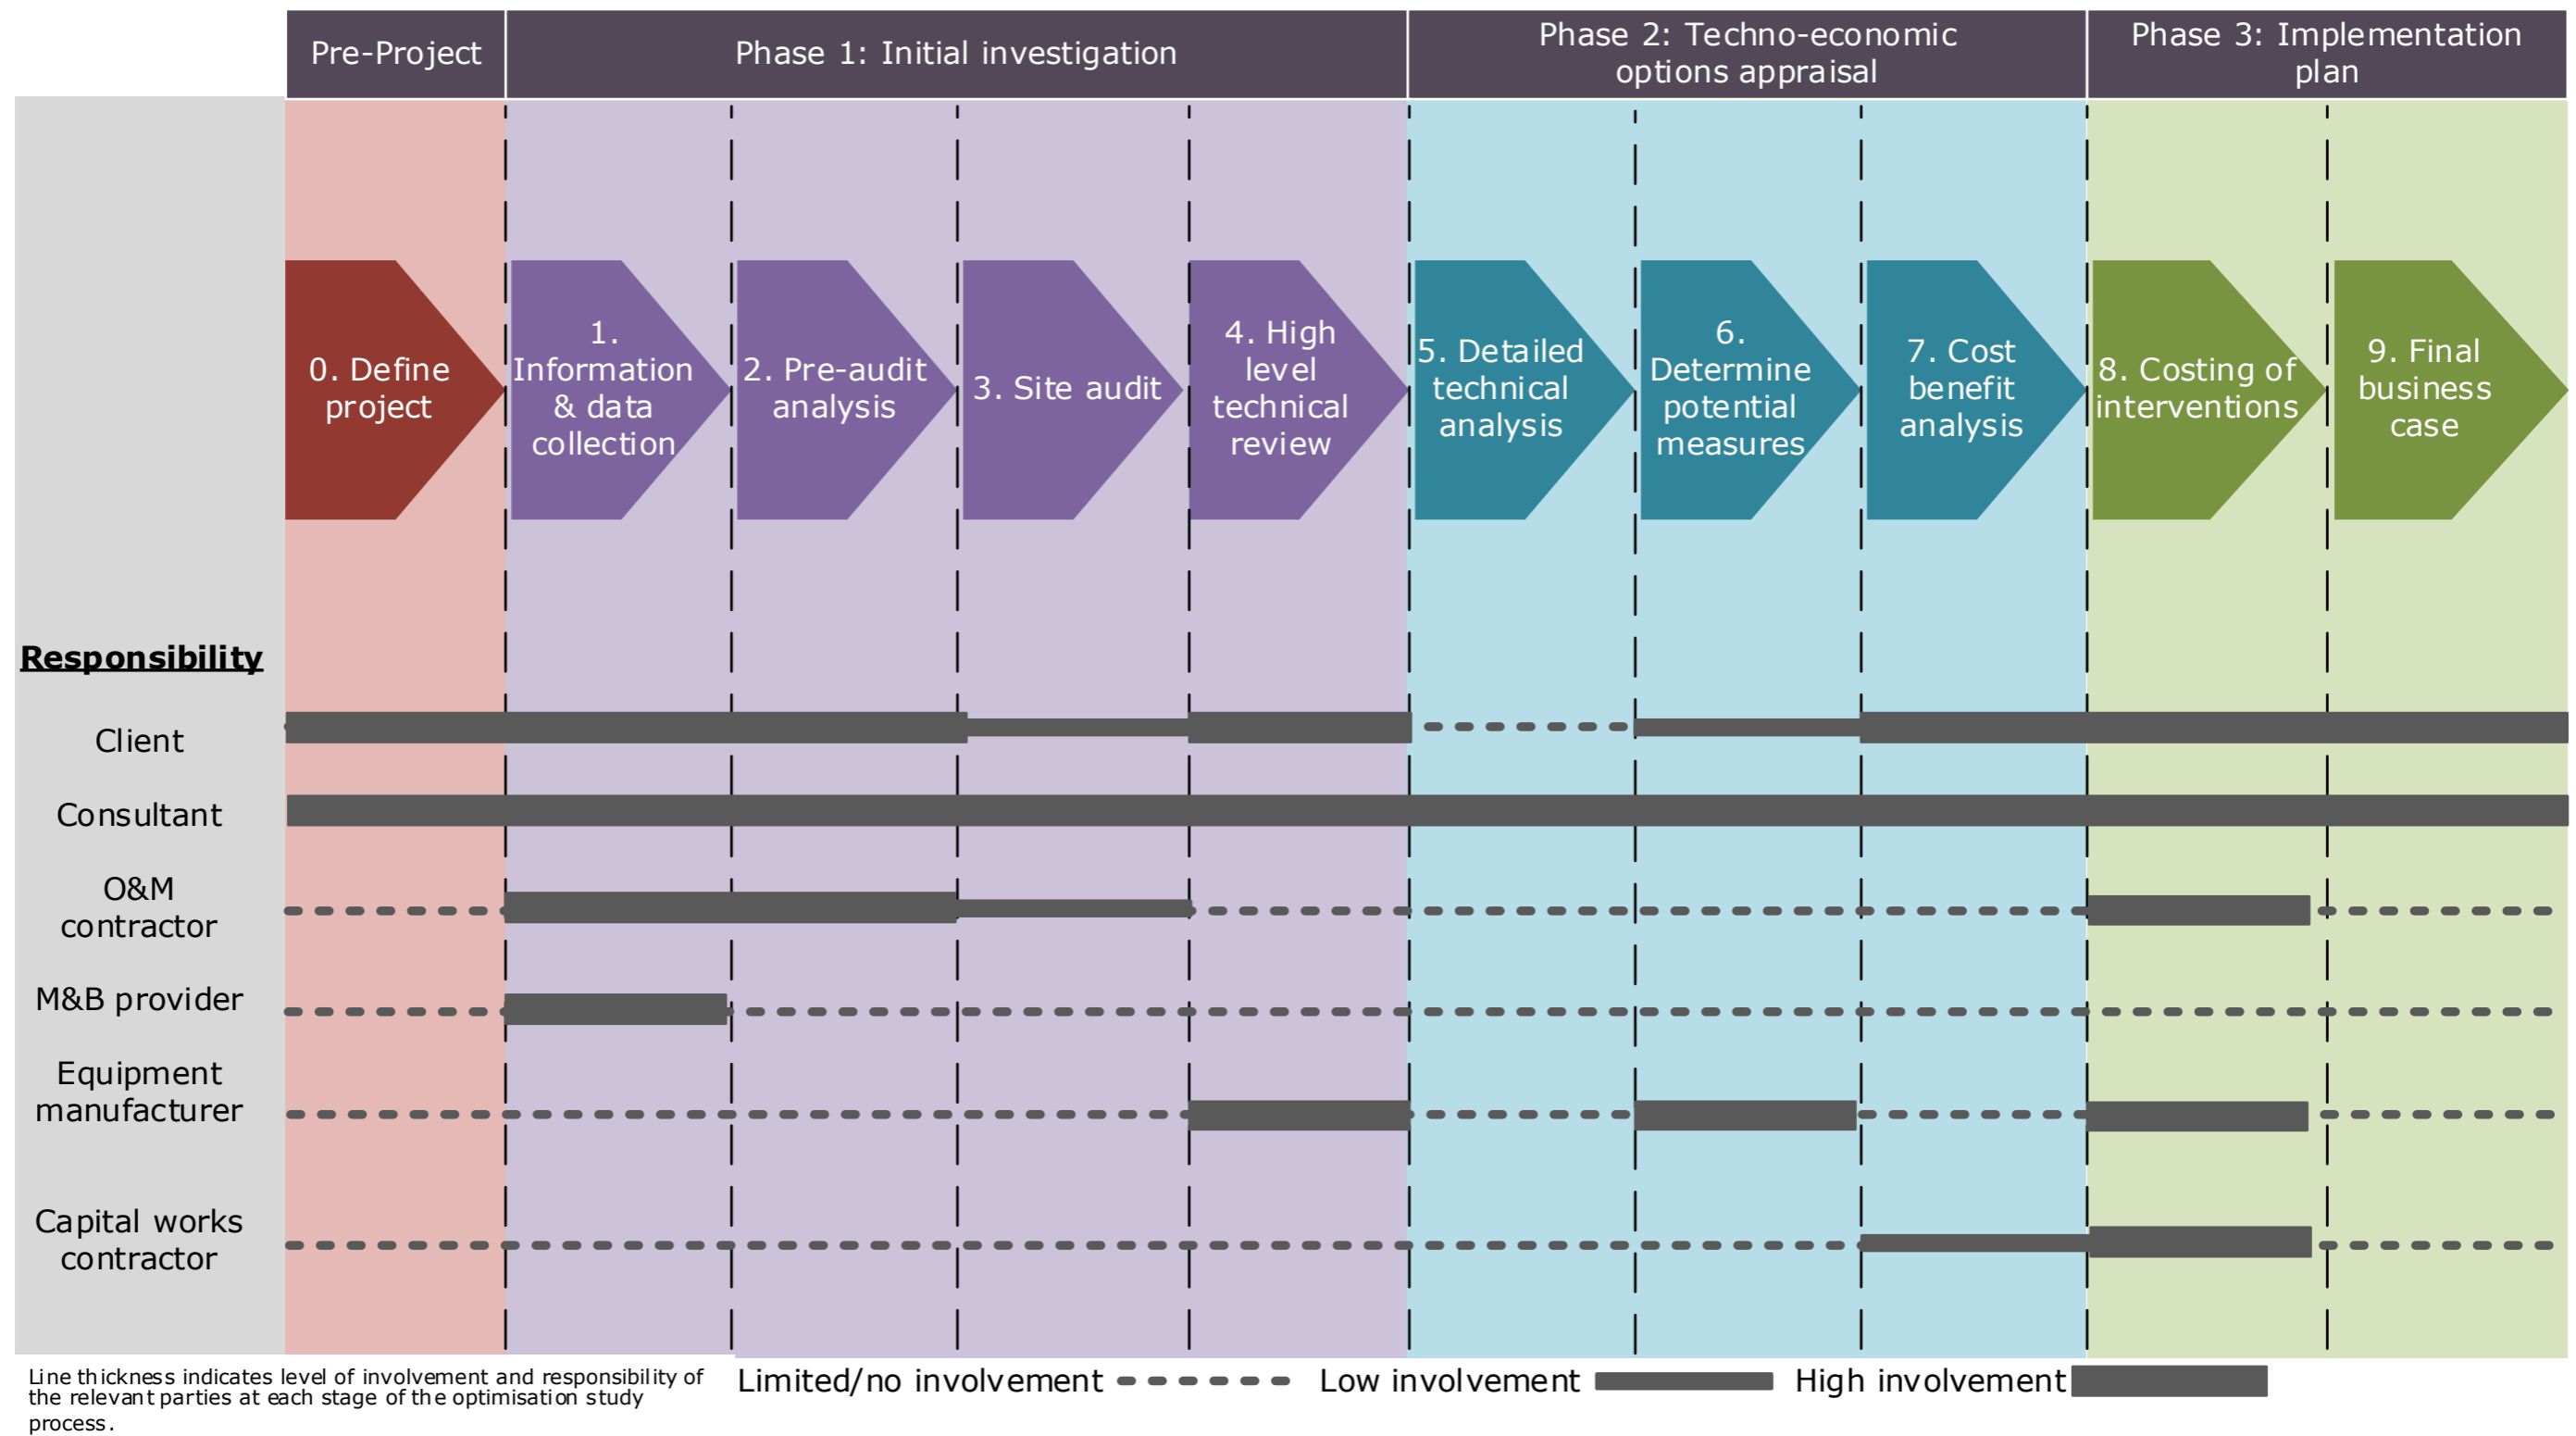 Pre-Project
Phase 1: Initial investigation
Phase 2: Techno-economic
options appraisal
Phase 3: Implementation
plan
0. Define
project
1.
Information
& data
collection
2. Pre-audit
analysis
3. Site audit
4. High
level
technical
review
5. Detailed
technical
analysis
6.
Determine
potential
measures
7. Cost
benefit
analysis
8. Costing of
interventions
9. Final
business
case
Responsibility
Client
Consultant
O&M
contractor
M&B provider
Equipment
manufacturer
Capital works
contractor
Line thickness indicates level of involvement and responsibility of
the relevant parties at each stage of the optimisation study
process.
Limited/no involvement
Low involvement
High involvement